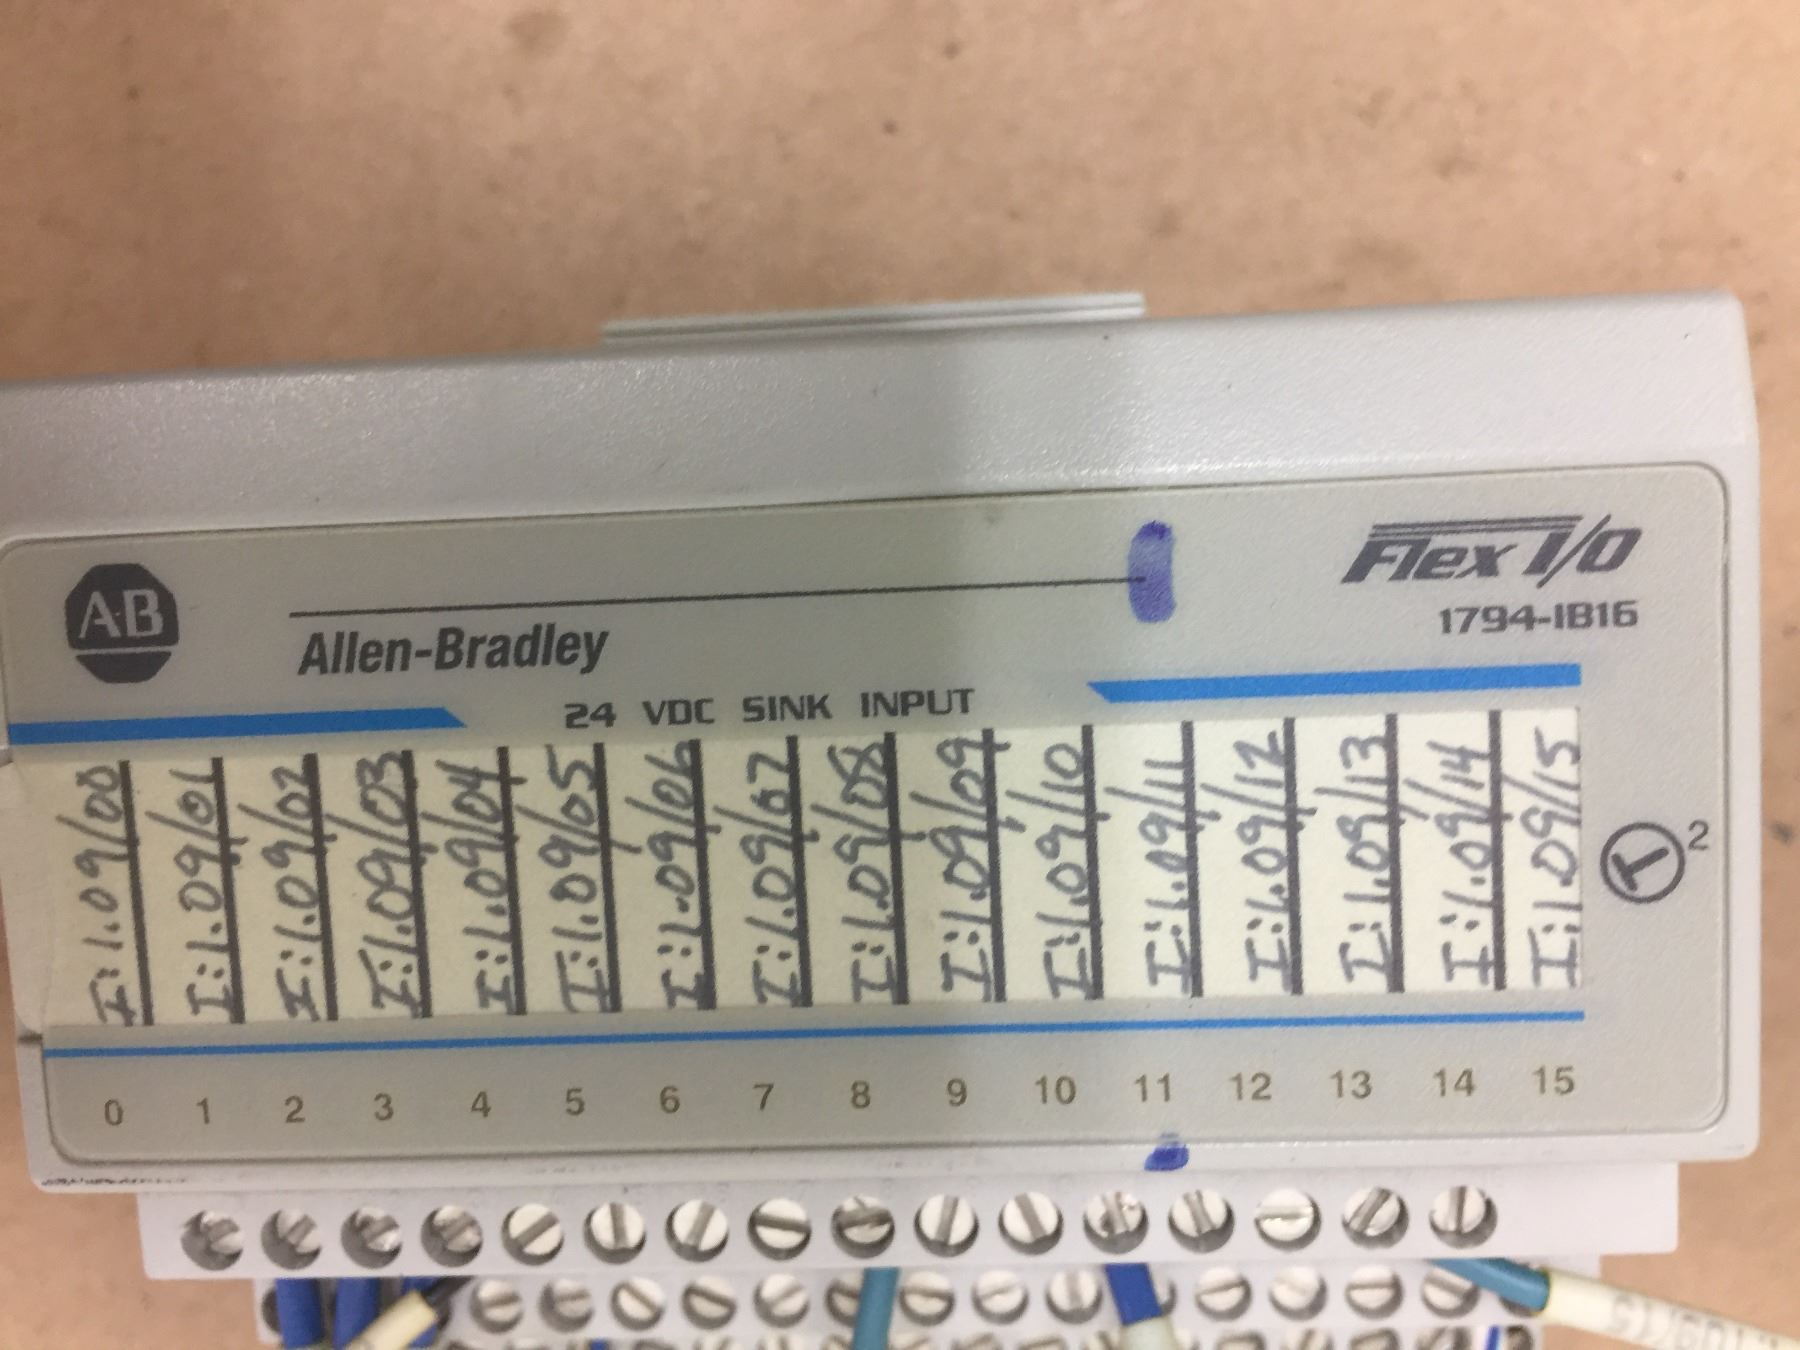 AB
Allen-Bradley
Flex I/O
1794-IB16
24 VDC SINK INPUT
I:1.09/00
I:1.09/01
I:1.09/02
I:1.09/03
I:1.09/04
I:1.09/05
I:1.09/06
I:1.09/07
I:1.09/08
I:1.09/09
I:1.09/10
I:1.09/11
I:1.09/12
I:1.09/13
I:1.09/14
I:1.09/15
2
0 1 2 3 4 5 6 7 8 9 10 11 12 13 14 15